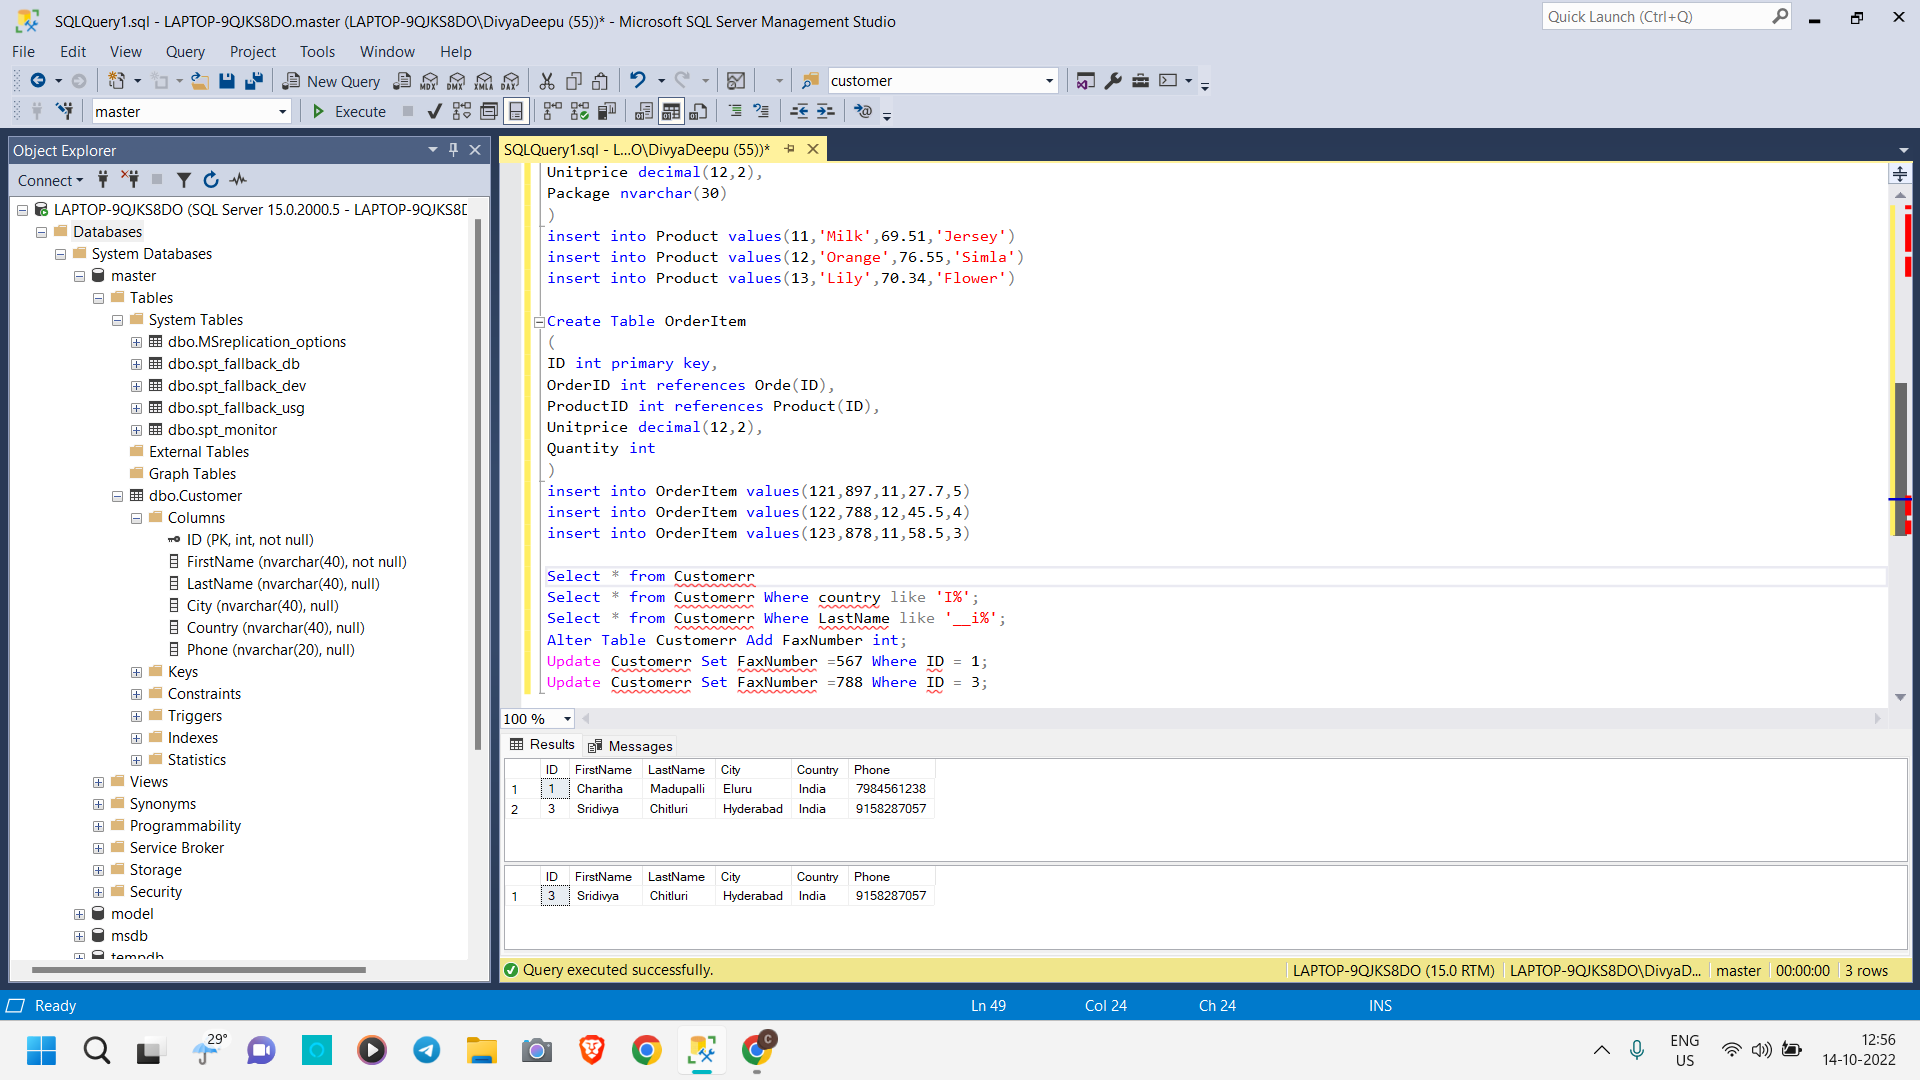 SQLQuery1.sql - LAPTOP-9QJKS8DO.master (LAPTOP-9QJKS8DO\DivyaDeepu (55))* - Microsoft SQL Server Management Studio
Quick Launch (Ctrl+Q)
File Edit View Query Project Tools Window Help
New Query
MDX DMX XMLA DAX
customer
master
Execute
Object Explorer
SQLQuery1.sql - L...O\DivyaDeepu (55))*
Connect
LAPTOP-9QJKS8DO (SQL Server 15.0.2000.5 - LAPTOP-9QJKS8D
Databases
System Databases
master
Tables
System Tables
dbo.MSreplication_options
dbo.spt_fallback_db
dbo.spt_fallback_dev
dbo.spt_fallback_usg
dbo.spt_monitor
External Tables
Graph Tables
dbo.Customer
Columns
ID (PK, int, not null)
FirstName (nvarchar(40), not null)
LastName (nvarchar(40), null)
City (nvarchar(40), null)
Country (nvarchar(40), null)
Phone (nvarchar(20), null)
Keys
Constraints
Triggers
Indexes
Statistics
Views
Synonyms
Programmability
Service Broker
Storage
Security
model
msdb
tempdb
Unitprice decimal(12,2),
Package nvarchar(30)
)
insert into Product values(11,'Milk',69.51,'Jersey')
insert into Product values(12,'Orange',76.55,'Simla')
insert into Product values(13,'Lily',70.34,'Flower')
Create Table OrderItem
(
ID int primary key,
OrderID int references Orde(ID),
ProductID int references Product(ID),
Unitprice decimal(12,2),
Quantity int
)
insert into OrderItem values(121,897,11,27.7,5)
insert into OrderItem values(122,788,12,45.5,4)
insert into OrderItem values(123,878,11,58.5,3)
Select * from Customerr
Select * from Customerr Where country like 'I%';
Select * from Customerr Where LastName like '__i%';
Alter Table Customerr Add FaxNumber int;
Update Customerr Set FaxNumber =567 Where ID = 1;
Update Customerr Set FaxNumber =788 Where ID = 3;
100 %
Results Messages
ID FirstName LastName City Country Phone
1 1 Charitha Madupalli Eluru India 7984561238
2 3 Sridivya Chitluri Hyderabad India 9158287057
ID FirstName LastName City Country Phone
1 3 Sridivya Chitluri Hyderabad India 9158287057
Query executed successfully.
LAPTOP-9QJKS8DO (15.0 RTM) LAPTOP-9QJKS8DO\DivyaD... master 00:00:00 3 rows
Ready Ln 49 Col 24 Ch 24 INS
29°
C
ENG
US
12:56
14-10-2022